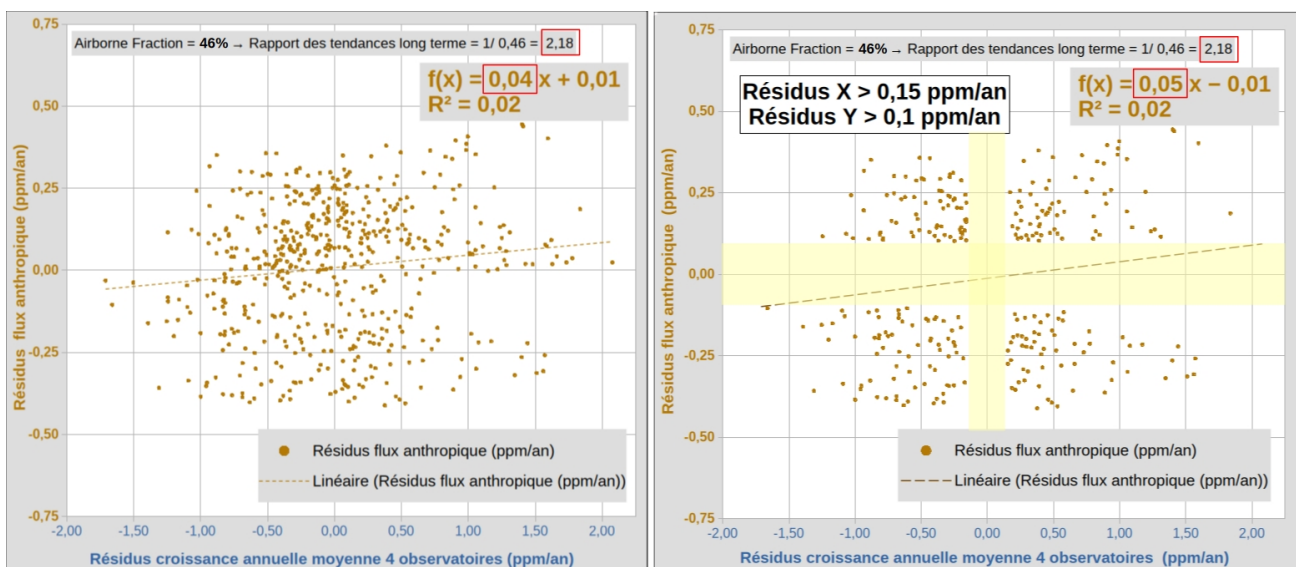 Airborne Fraction = 46% → Rapport des tendances long terme = 1/ 0,46 = 2,18
f(x) = 0,04 x + 0,01
R² = 0,02
Résidus flux anthropique (ppm/an)
0,75
0,50
0,25
0,00
-0,25
-0,50
-0,75
Résidus flux anthropique (ppm/an)
Linéaire (Résidus flux anthropique (ppm/an))
-2,00 -1,50 -1,00 -0,50 0,00 0,50 1,00 1,50 2,00
Résidus croissance annuelle moyenne 4 observatoires (ppm/an)
Airborne Fraction = 46% → Rapport des tendances long terme = 1/ 0,46 = 2,18
Résidus X > 0,15 ppm/an
Résidus Y > 0,1 ppm/an
f(x) = 0,05 x − 0,01
R² = 0,02
Résidus flux anthropique (ppm/an)
0,75
0,50
0,25
0,00
-0,25
-0,50
-0,75
Résidus flux anthropique (ppm/an)
Linéaire (Résidus flux anthropique (ppm/an))
-2,00 -1,50 -1,00 -0,50 0,00 0,50 1,00 1,50 2,00
Résidus croissance annuelle moyenne 4 observatoires (ppm/an)